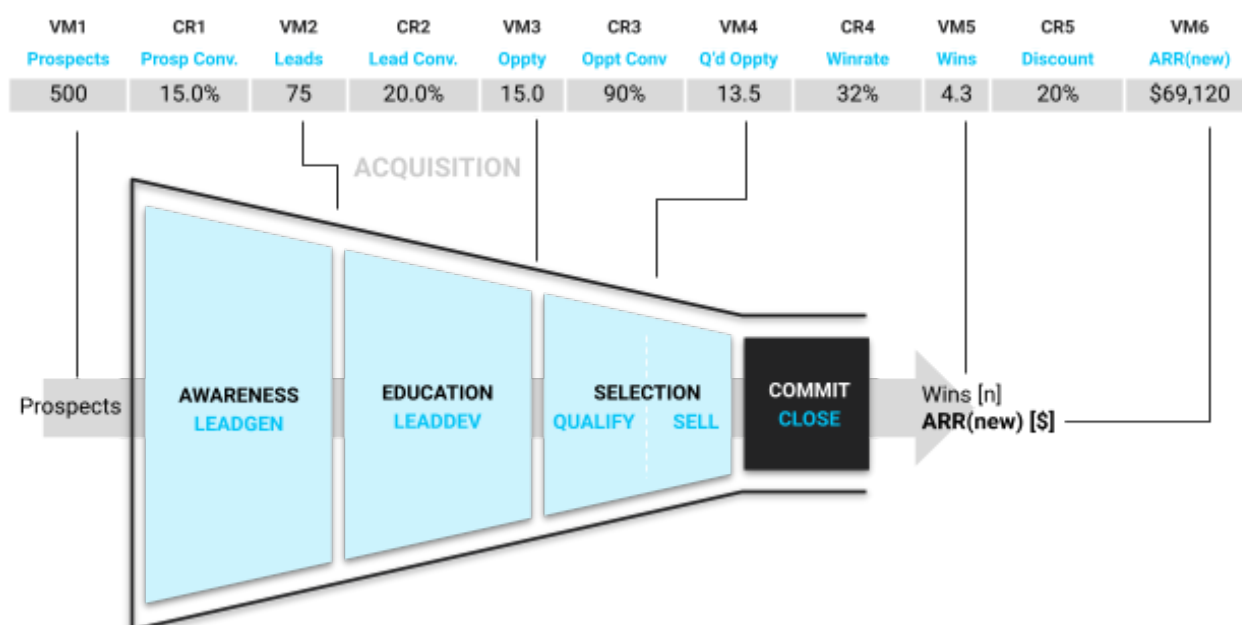 VM1 CR1 VM2 CR2 VM3 CR3 VM4 CR4 VM5 CR5 VM6
Prospects Prosp Conv. Leads Lead Conv. Oppty Oppt Conv Q'd Oppty Winrate Wins Discount ARR(new)
500 15.0% 75 20.0% 15.0 90% 13.5 32% 4.3 20% $69,120
ACQUISITION
Prospects
AWARENESS
LEADGEN
EDUCATION
LEADDEV
SELECTION
QUALIFY SELL
COMMIT
CLOSE
Wins [n]
ARR(new) [$]